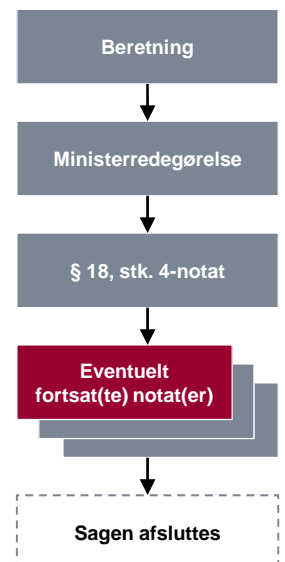 Beretning
Ministerredegørelse
§ 18, stk. 4-notat
Eventuelt
fortsat(te) notat(er)
Sagen afsluttes